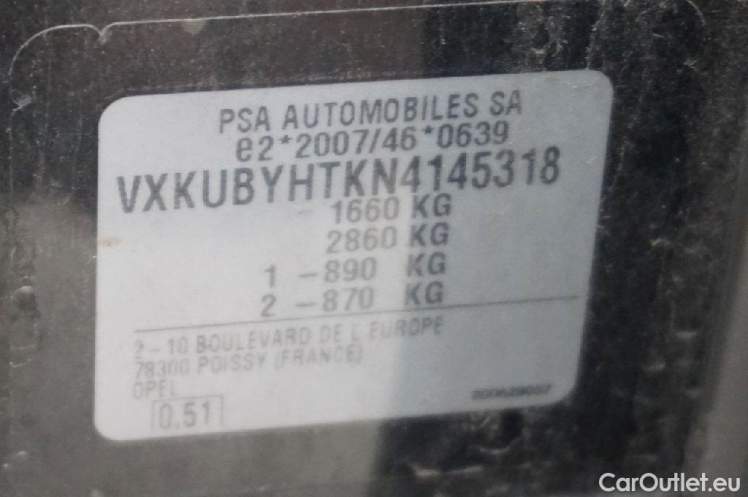 PSA AUTOMOBILES SA
e2*2007/46*0639
VXKUBYHTKN4145318
1660 KG
2860 KG
1 -890 KG
2 -870 KG
2-10 BOULEVARD DE L EUROPE
78300 POISSY (FRANCE)
OPEL
0.51
CarOutlet.eu